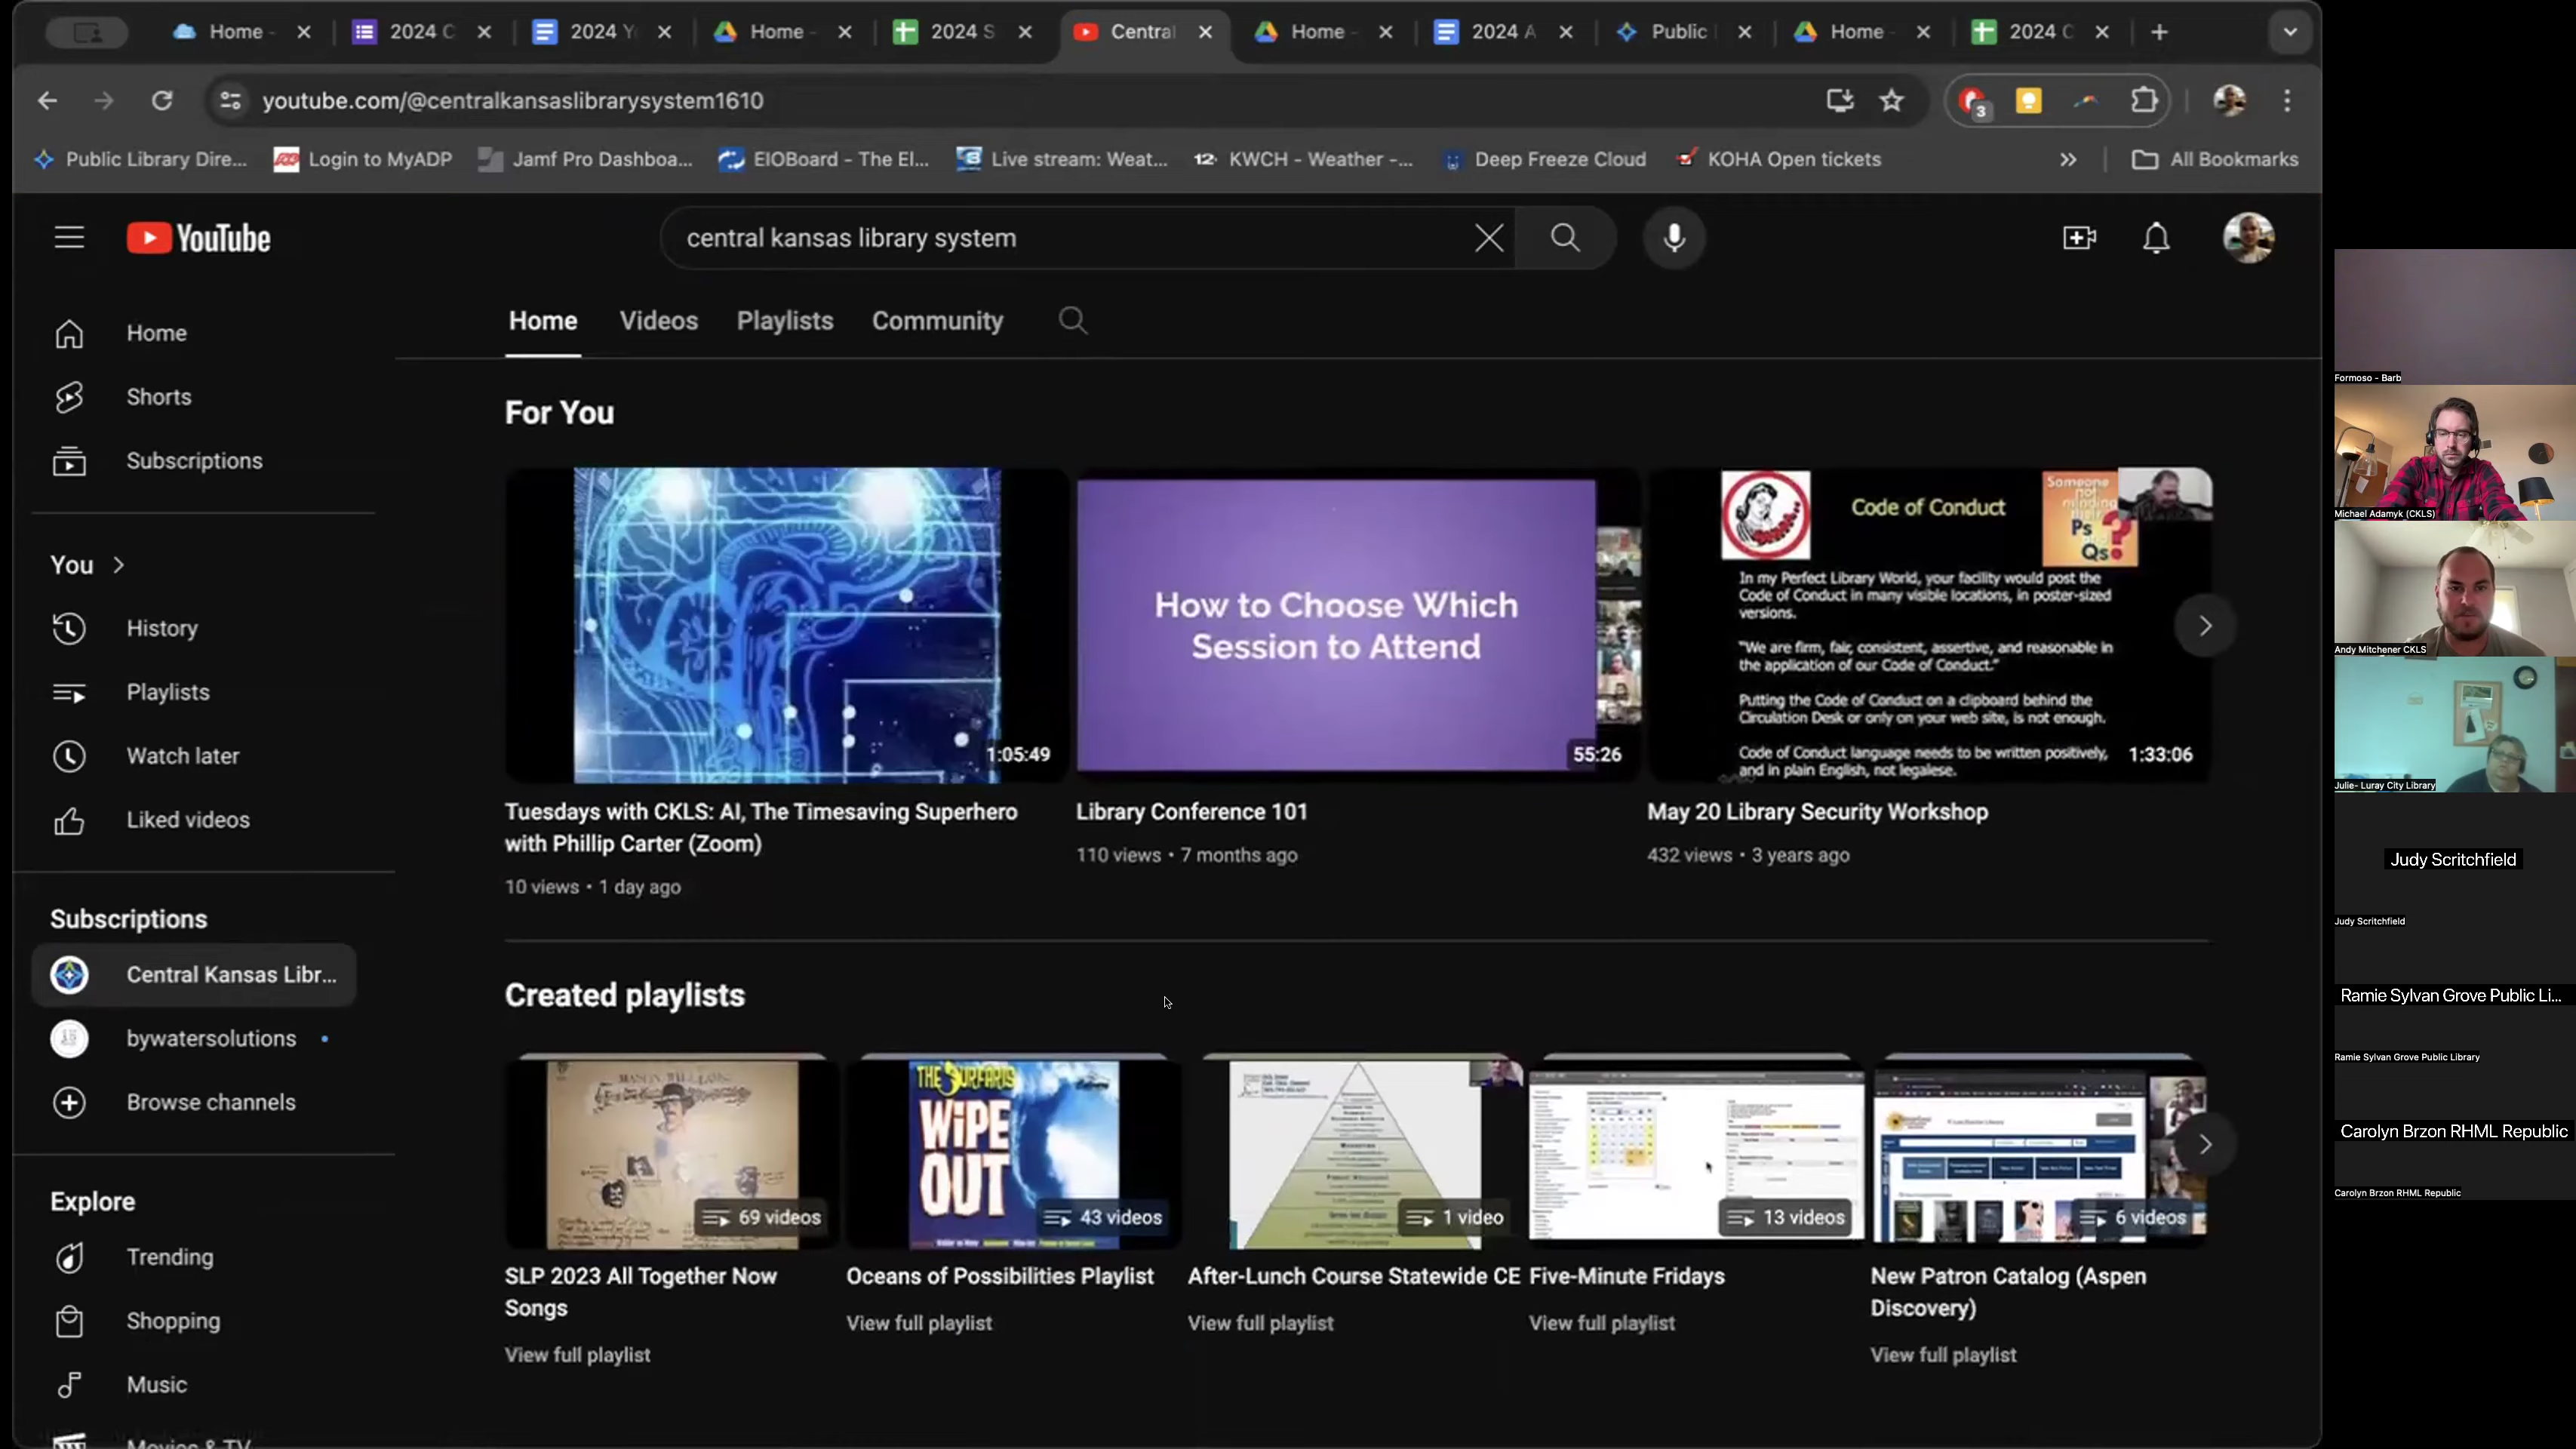 Home -
2024 C
2024 Y
Home -
2024 S
Central
Home -
2024 A
Public
Home -
2024 C
youtube.com/@centralkansaslibrarysystem1610
3
Public Library Dire...
Login to MyADP
Jamf Pro Dashboa...
EIOBoard - The EI...
Live stream: Weat...
12
KWCH - Weather -...
Deep Freeze Cloud
KOHA Open tickets
All Bookmarks
YouTube
central kansas library system
Home
Videos
Playlists
Community
Home
Shorts
Subscriptions
You
History
Playlists
Watch later
Liked videos
Subscriptions
Central Kansas Libr...
bywatersolutions
Browse channels
Explore
Trending
Shopping
Music
Movies & TV
For You
1:05:49
Tuesdays with CKLS: AI, The Timesaving Superhero
with Phillip Carter (Zoom)
10 views • 1 day ago
How to Choose Which
Session to Attend
55:26
Library Conference 101
110 views • 7 months ago
Code of Conduct
Someone
not
minding
their
Ps
?
Qs
In my Perfect Library World, your facility would post the
Code of Conduct in many visible locations, in poster-sized
versions.
"We are firm, fair, consistent, assertive, and reasonable in
the application of our Code of Conduct."
Putting the Code of Conduct on a clipboard behind the
Circulation Desk or only on your web site, is not enough.
Code of Conduct language needs to be written positively,
and in plain English, not legalese.
1:33:06
May 20 Library Security Workshop
432 views • 3 years ago
Created playlists
MASON WILLIAMS
69 videos
SLP 2023 All Together Now
Songs
View full playlist
THE SURFARIS
WIPE
OUT
43 videos
Oceans of Possibilities Playlist
View full playlist
1 video
After-Lunch Course Statewide CE
View full playlist
13 videos
Five-Minute Fridays
View full playlist
6 videos
New Patron Catalog (Aspen
Discovery)
View full playlist
Formoso - Barb
Michael Adamyk (CKLS)
Andy Mitchener CKLS
Julie- Luray City Library
Judy Scritchfield
Judy Scritchfield
Ramie Sylvan Grove Public Li...
Ramie Sylvan Grove Public Library
Carolyn Brzon RHML Republic
Carolyn Brzon RHML Republic